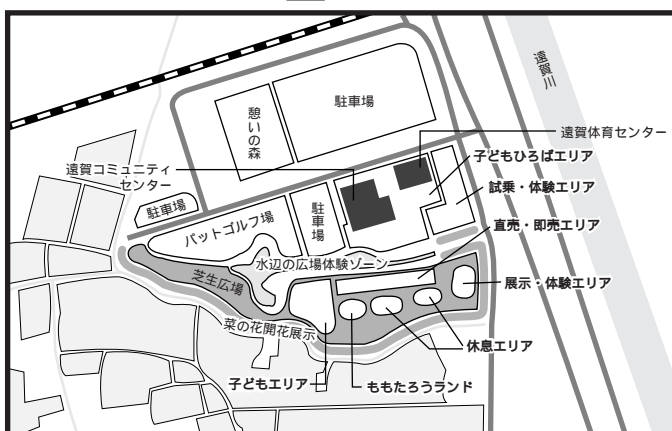 遠賀川
駐車場
憩いの森
遠賀体育センター
子どもひろばエリア
遠賀コミュニティ
センター
試乗・体験エリア
駐車場
パットゴルフ場
駐車場
直売・即売エリア
水辺の広場体験ゾーン
芝生広場
展示・体験エリア
菜の花開花展示
休息エリア
子どもエリア
ももたろうランド